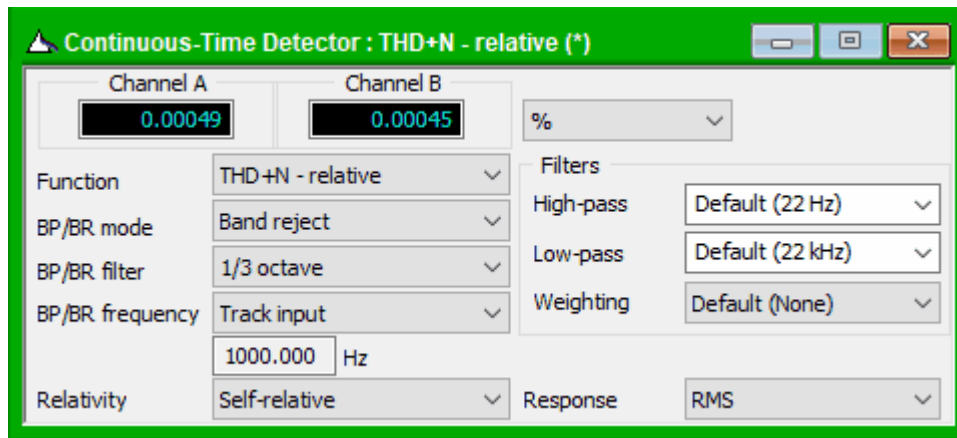 Continuous-Time Detector : THD+N - relative (*)
Channel A
Channel B
0.00049
0.00045
%
Function
THD+N - relative
BP/BR mode
Band reject
BP/BR filter
1/3 octave
BP/BR frequency
Track input
1000.000 Hz
Relativity
Self-relative
Filters
High-pass
Default (22 Hz)
Low-pass
Default (22 kHz)
Weighting
Default (None)
Response
RMS